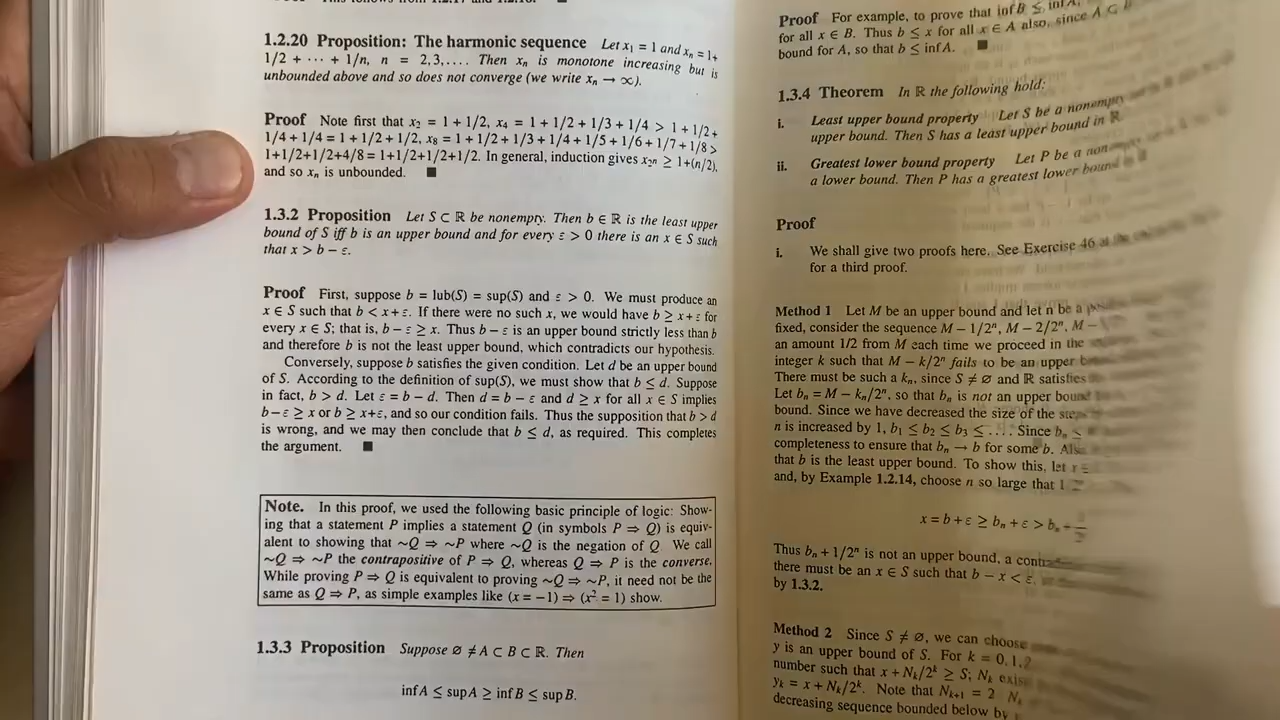 1.2.20 Proposition: The harmonic sequence Let x₁ = 1 and xₙ = 1+
1/2 + ··· + 1/n, n = 2,3,.... Then xₙ is monotone increasing but is
unbounded above and so does not converge (we write xₙ → ∞).
Proof Note first that x₂ = 1 + 1/2, x₄ = 1 + 1/2 + 1/3 + 1/4 > 1 + 1/2 +
1/4 + 1/4 = 1 + 1/2 + 1/2, x₈ = 1 + 1/2 + 1/3 + 1/4 + 1/5 + 1/6 + 1/7 + 1/8 >
1+1/2+1/2+4/8 = 1+1/2+1/2+1/2. In general, induction gives x₂ₙ ≥ 1+(n/2),
and so xₙ is unbounded. ■
1.3.2 Proposition Let S ⊂ ℝ be nonempty. Then b ∈ ℝ is the least upper
bound of S iff b is an upper bound and for every ε > 0 there is an x ∈ S such
that x > b − ε.
Proof First, suppose b = lub(S) = sup(S) and ε > 0. We must produce an
x ∈ S such that b < x + ε. If there were no such x, we would have b ≥ x + ε for
every x ∈ S; that is, b − ε ≥ x. Thus b − ε is an upper bound strictly less than b
and therefore b is not the least upper bound, which contradicts our hypothesis.
Conversely, suppose b satisfies the given condition. Let d be an upper bound
of S. According to the definition of sup(S), we must show that b ≤ d. Suppose
in fact, b > d. Let ε = b − d. Then d = b − ε and d ≥ x for all x ∈ S implies
b − ε ≥ x or b ≥ x+ε, and so our condition fails. Thus the supposition that b > d
is wrong, and we may then conclude that b ≤ d, as required. This completes
the argument. ■
Note. In this proof, we used the following basic principle of logic: Show-
ing that a statement P implies a statement Q (in symbols P ⇒ Q) is equiv-
alent to showing that ~Q ⇒ ~P where ~Q is the negation of Q We call
~Q ⇒ ~P the contrapositive of P ⇒ Q, whereas Q ⇒ P is the converse.
While proving P ⇒ Q is equivalent to proving ~Q ⇒ ~P, it need not be the
same as Q ⇒ P, as simple examples like (x = −1) ⇒ (x² = 1) show.
1.3.3 Proposition Suppose ∅ ≠ A ⊂ B ⊂ ℝ. Then
inf A ≤ sup A ≥ inf B ≤ sup B.
Proof For example, to prove that inf B ≤ inf A,
for all x ∈ B. Thus b ≤ x for all x ∈ A also, since A ⊂
bound for A, so that b ≤ inf A. ■
1.3.4 Theorem In ℝ the following hold:
i. Least upper bound property Let S be a nonempty
upper bound. Then S has a least upper bound in ℝ
ii. Greatest lower bound property Let P be a
a lower bound. Then P has a greatest lower bound
Proof
i. We shall give two proofs here. See Exercise 46
for a third proof.
Method 1 Let M be an upper bound and let n be a
fixed, consider the sequence M − 1/2ⁿ, M − 2/2ⁿ, M −
an amount 1/2 from M each time we proceed in the
integer k such that M − k/2ⁿ fails to be an upper
There must be such a kₙ, since S ≠ ∅ and ℝ satisfies
Let bₙ = M − kₙ/2ⁿ, so that bₙ is not an upper bound
bound. Since we have decreased the size of the
n is increased by 1, b₁ ≤ b₂ ≤ b₃ ≤ .... Since bₙ ≤
completeness to ensure that bₙ → b for some b.
that b is the least upper bound. To show this, let
and, by Example 1.2.14, choose n so large that
x = b + ε ≥ bₙ + ε > bₙ +
Thus bₙ + 1/2ⁿ is not an upper bound, a
there must be an x ∈ S such that b − x < ε,
by 1.3.2.
Method 2 Since S ≠ ∅, we can choose
y is an upper bound of S. For k = 0,1,2
number such that x + Nₖ/2ᵏ ≥ S; Nₖ
yₖ = x + Nₖ/2ᵏ. Note that Nₖ₊₁ = 2
decreasing sequence bounded below by